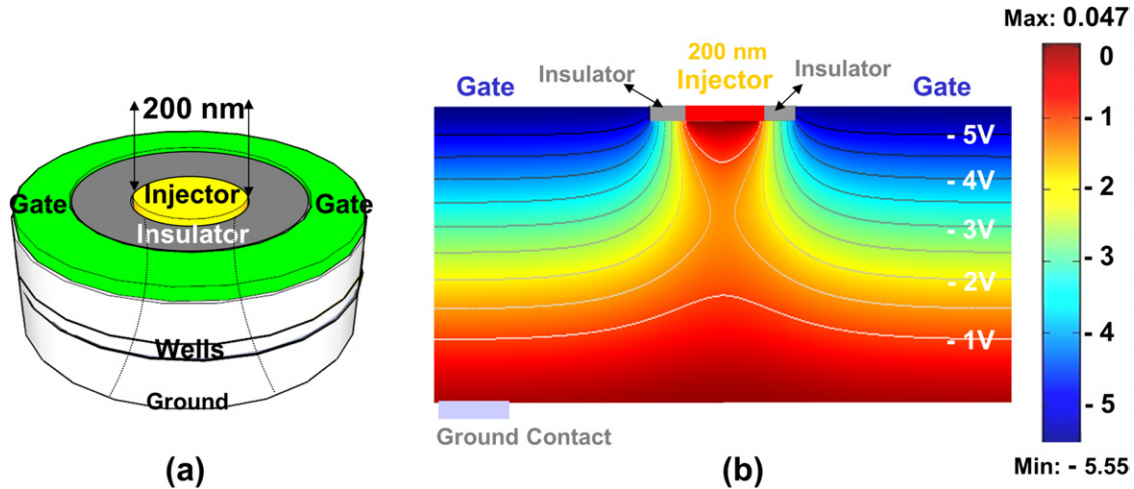 200 nm
Injector
Gate
Gate
Insulator
Wells
Ground
(a)
200 nm
Injector
Insulator
Insulator
Gate
Gate
- 5V
- 4V
- 3V
- 2V
- 1V
Ground Contact
(b)
Max: 0.047
0
- 1
- 2
- 3
- 4
- 5
Min: - 5.55